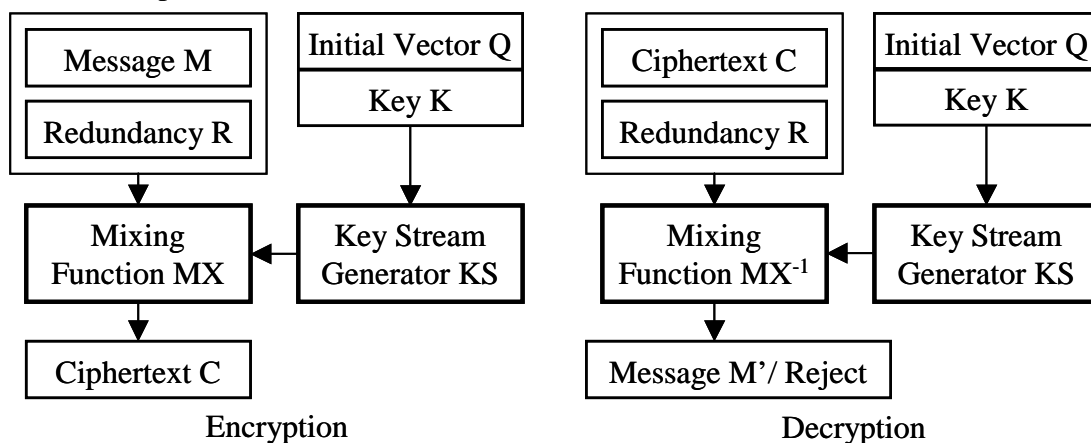 Message M
Redundancy R
Mixing
Function MX
Ciphertext C
Encryption
Initial Vector Q
Key K
Key Stream
Generator KS
Ciphertext C
Redundancy R
Mixing
Function MX⁻¹
Message M’/ Reject
Decryption
Initial Vector Q
Key K
Key Stream
Generator KS